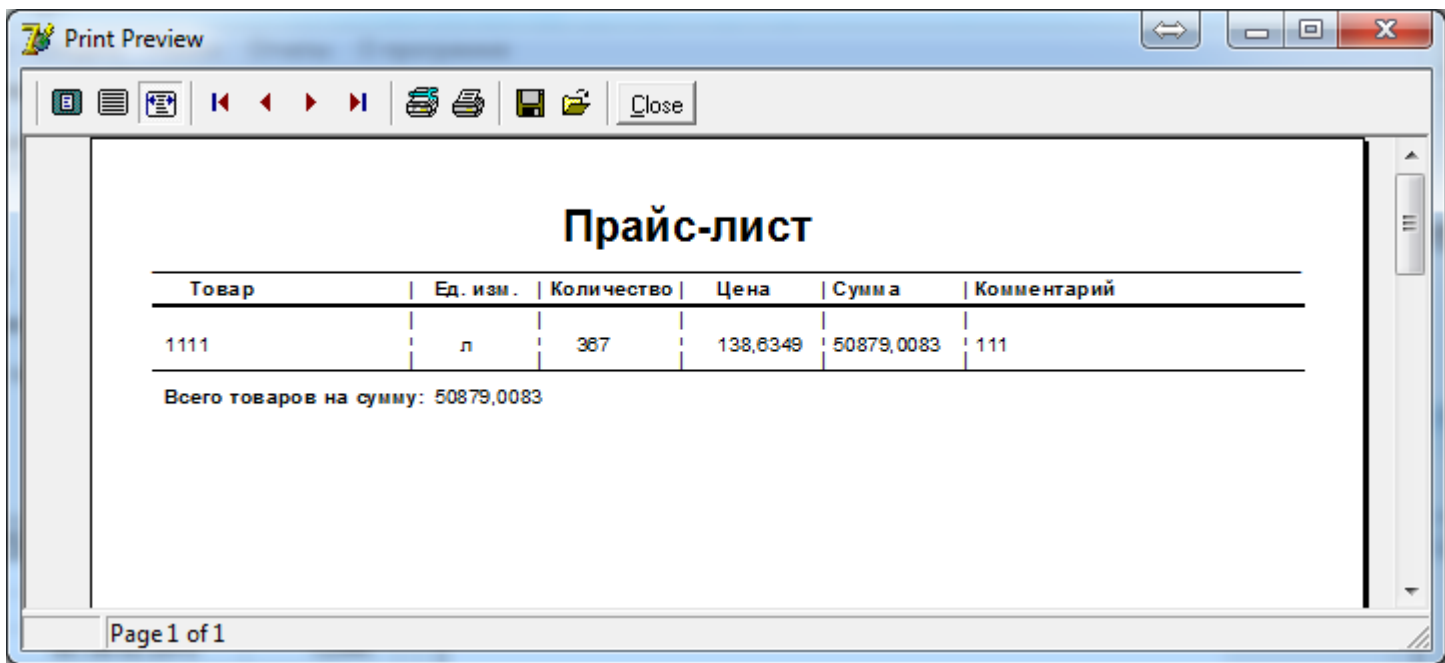 Print Preview
Close
Прайс-лист
Товар | Ед. изм. | Количество | Цена | Сумма | Комментарий
1111 л 367 138,6349 50879,0083 111
Всего товаров на сумму: 50879,0083
Page 1 of 1